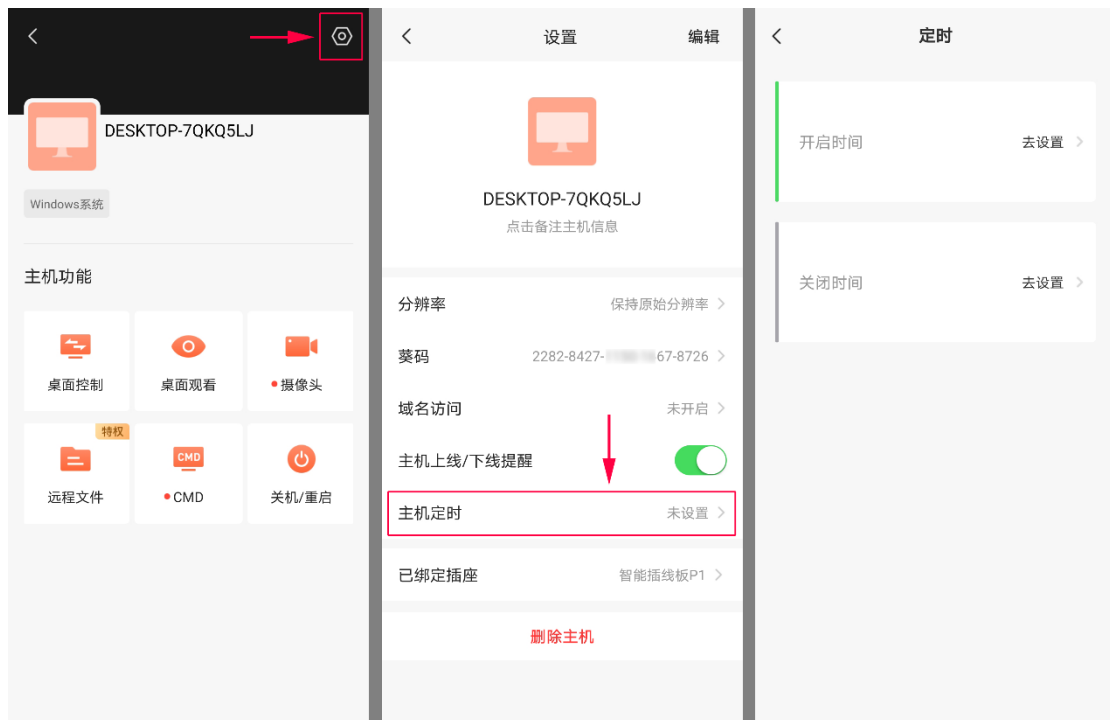 DESKTOP-7QKQ5LJ
Windows系统
主机功能
桌面控制
桌面观看
摄像头
特权
远程文件
CMD
CMD
关机/重启
设置
编辑
DESKTOP-7QKQ5LJ
点击备注主机信息
分辨率 保持原始分辨率
葵码 2282-8427- 67-8726
域名访问 未开启
主机上线/下线提醒
主机定时 未设置
已绑定插座 智能插线板P1
删除主机
定时
开启时间 去设置
关闭时间 去设置